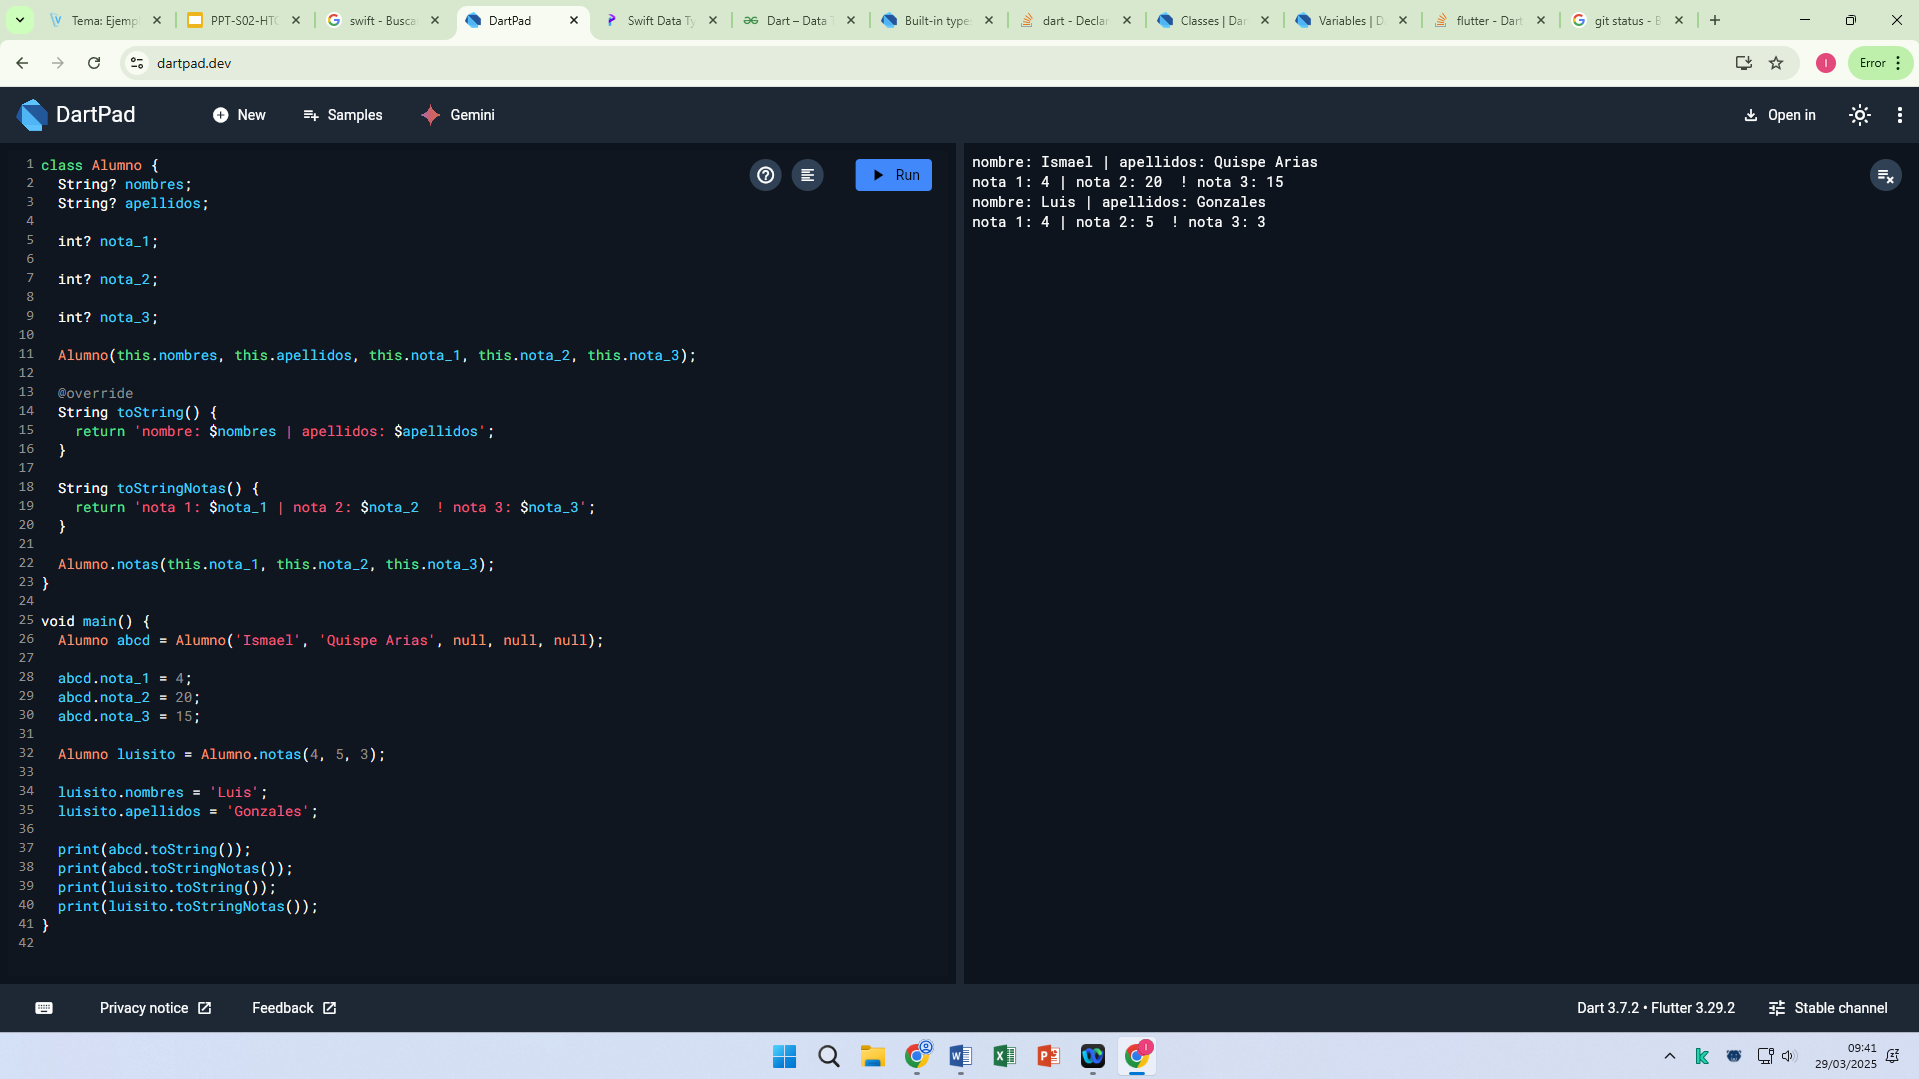 Tema: Ejemp
PPT-S02-HTC
swift - Busca
DartPad
Swift Data Ty
Dart – Data T
Built-in type
dart - Declar
Classes | Dar
Variables | D
flutter - Dart
git status - B
dartpad.dev
Error
DartPad
New
Samples
Gemini
Open in
Run
1 class Alumno {
2 String? nombres;
3 String? apellidos;
4
5 int? nota_1;
6
7 int? nota_2;
8
9 int? nota_3;
10
11 Alumno(this.nombres, this.apellidos, this.nota_1, this.nota_2, this.nota_3);
12
13 @override
14 String toString() {
15 return 'nombre: $nombres | apellidos: $apellidos';
16 }
17
18 String toStringNotas() {
19 return 'nota 1: $nota_1 | nota 2: $nota_2  ! nota 3: $nota_3';
20 }
21
22 Alumno.notas(this.nota_1, this.nota_2, this.nota_3);
23 }
24
25 void main() {
26 Alumno abcd = Alumno('Ismael', 'Quispe Arias', null, null, null);
27
28 abcd.nota_1 = 4;
29 abcd.nota_2 = 20;
30 abcd.nota_3 = 15;
31
32 Alumno luisito = Alumno.notas(4, 5, 3);
33
34 luisito.nombres = 'Luis';
35 luisito.apellidos = 'Gonzales';
36
37 print(abcd.toString());
38 print(abcd.toStringNotas());
39 print(luisito.toString());
40 print(luisito.toStringNotas());
41 }
42
nombre: Ismael | apellidos: Quispe Arias
nota 1: 4 | nota 2: 20  ! nota 3: 15
nombre: Luis | apellidos: Gonzales
nota 1: 4 | nota 2: 5  ! nota 3: 3
Privacy notice
Feedback
Dart 3.7.2 • Flutter 3.29.2
Stable channel
09:41
29/03/2025